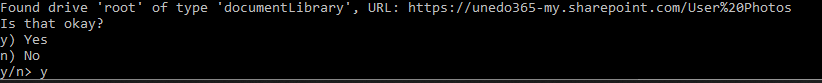 Found drive 'root' of type 'documentLibrary', URL: https://unedo365-my.sharepoint.com/User%20Photos
Is that okay?
y) Yes
n) No
y/n> y